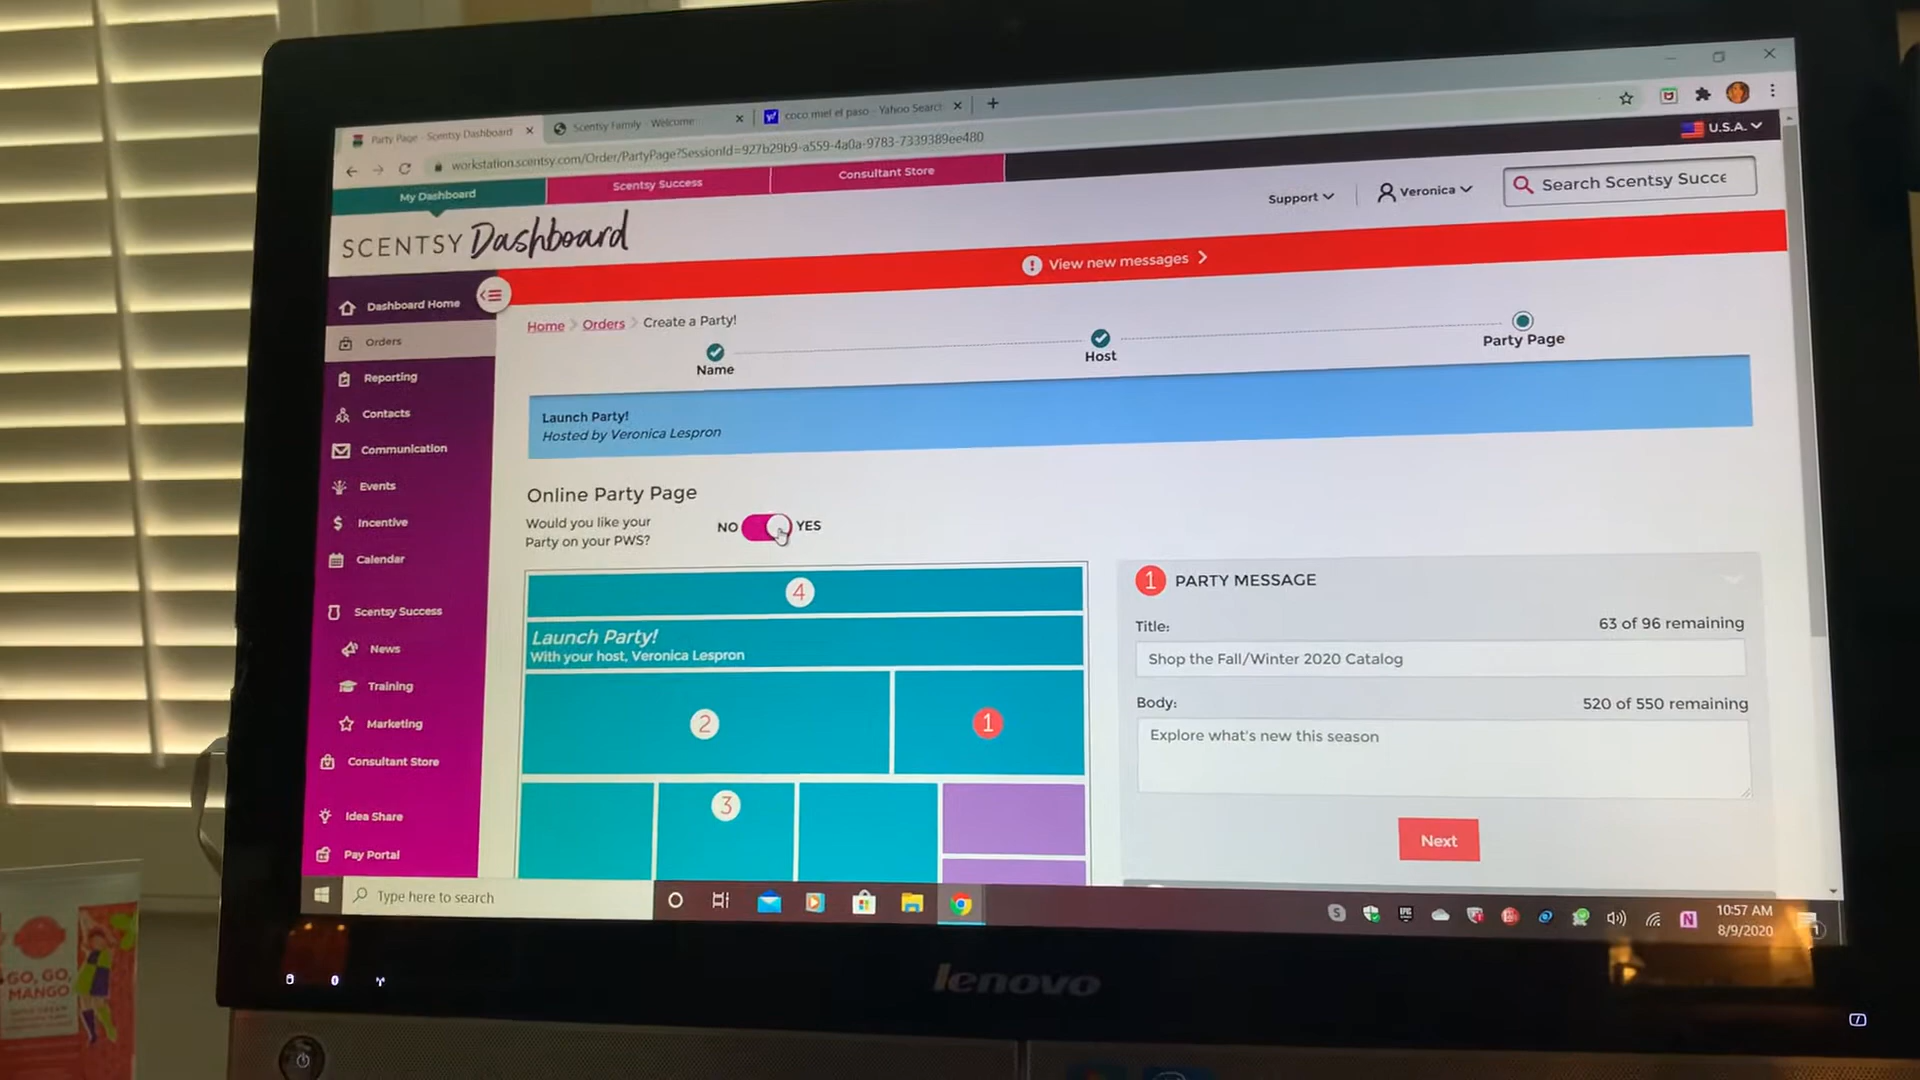 Party Page - Scentsy Dashboard
Scentsy Family - Welcome
coco miel el paso - Yahoo Search
workstation.scentsy.com/Order/PartyPage?SessionId=927b29b9-a559-4a0a-9783-7339389ee480
U.S.A.
My Dashboard
Scentsy Success
Consultant Store
Support
Veronica
Search Scentsy Succe
SCENTSY Dashboard
View new messages
Dashboard Home
Orders
Reporting
Contacts
Communication
Events
Incentive
Calendar
Scentsy Success
News
Training
Marketing
Consultant Store
Idea Share
Pay Portal
Home > Orders > Create a Party!
Name
Host
Party Page
Launch Party!
Hosted by Veronica Lespron
Online Party Page
Would you like your
Party on your PWS?
NO
YES
4
Launch Party!
With your host, Veronica Lespron
2
1
3
1 PARTY MESSAGE
Title:
63 of 96 remaining
Shop the Fall/Winter 2020 Catalog
Body:
520 of 550 remaining
Explore what's new this season
Next
Type here to search
10:57 AM
8/9/2020
lenovo
GO, GO,
MANGO